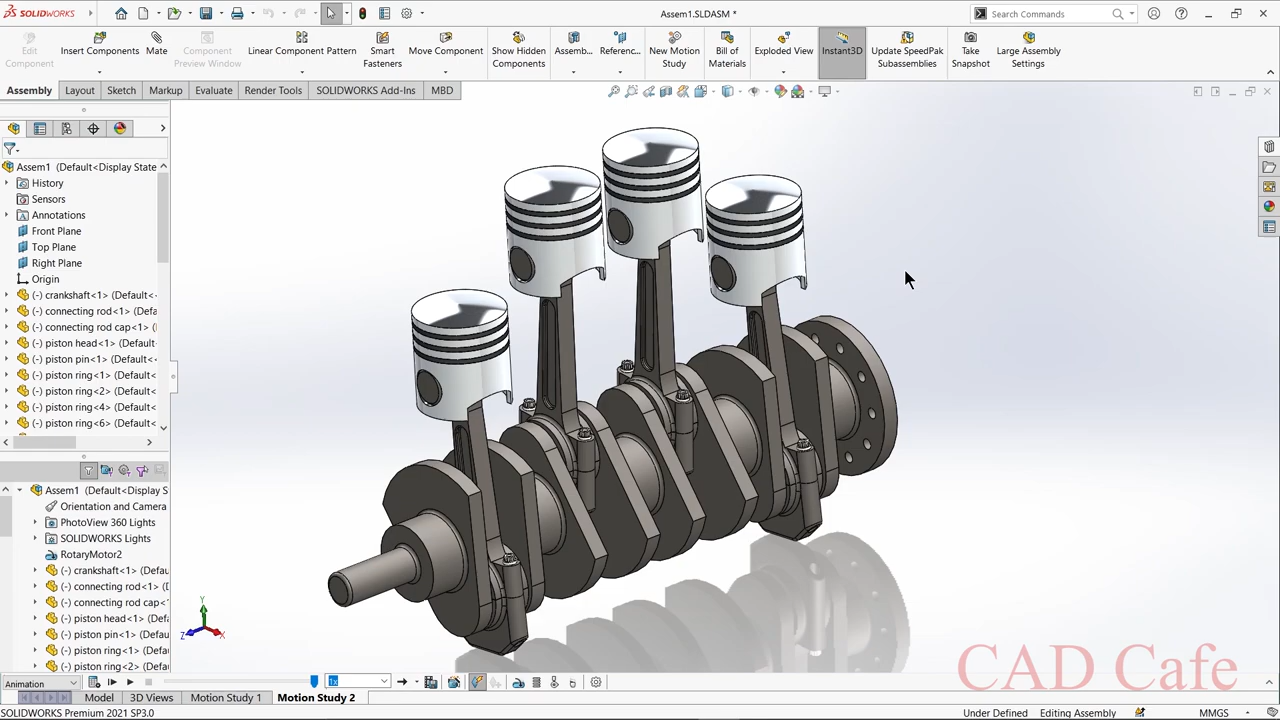 SOLIDWORKS
Assem1.SLDASM *
Search Commands
Edit
Component
Insert Components
Mate
Component
Preview Window
Linear Component Pattern
Smart
Fasteners
Move Component
Show Hidden
Components
Assemb...
Referenc...
New Motion
Study
Bill of
Materials
Exploded View
Instant3D
Update SpeedPak
Subassemblies
Take
Snapshot
Large Assembly
Settings
Assembly
Layout
Sketch
Markup
Evaluate
Render Tools
SOLIDWORKS Add-Ins
MBD
Assem1 (Default<Display State
History
Sensors
Annotations
Front Plane
Top Plane
Right Plane
Origin
(-) crankshaft<1> (Default<
(-) connecting rod<1> (Defa
(-) connecting rod cap<1> (
(-) piston head<1> (Default
(-) piston pin<1> (Default<
(-) piston ring<1> (Default<
(-) piston ring<2> (Default<
(-) piston ring<4> (Default<
(-) piston ring<6> (Default<
Assem1 (Default<Display S
Orientation and Camera
PhotoView 360 Lights
SOLIDWORKS Lights
RotaryMotor2
(-) crankshaft<1> (Defau
(-) connecting rod<1> (D
(-) connecting rod cap<
(-) piston head<1> (Defa
(-) piston pin<1> (Defau
(-) piston ring<1> (Defau
(-) piston ring<2> (Defau
Y
Z
X
CAD Cafe
Animation
1x
Model
3D Views
Motion Study 1
Motion Study 2
SOLIDWORKS Premium 2021 SP3.0
Under Defined
Editing Assembly
MMGS